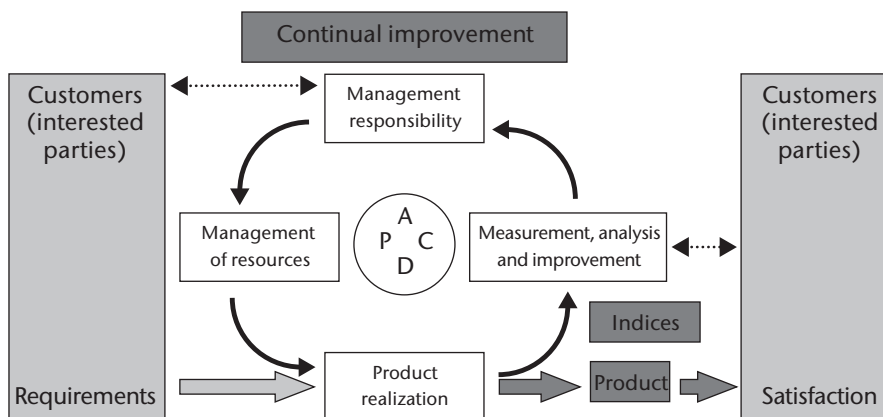 Continual improvement
Customers
(interested
parties)
Requirements
Management
responsibility
Management
of resources
A
P C
D
Measurement, analysis
and improvement
Indices
Product
realization
Product
Customers
(interested
parties)
Satisfaction